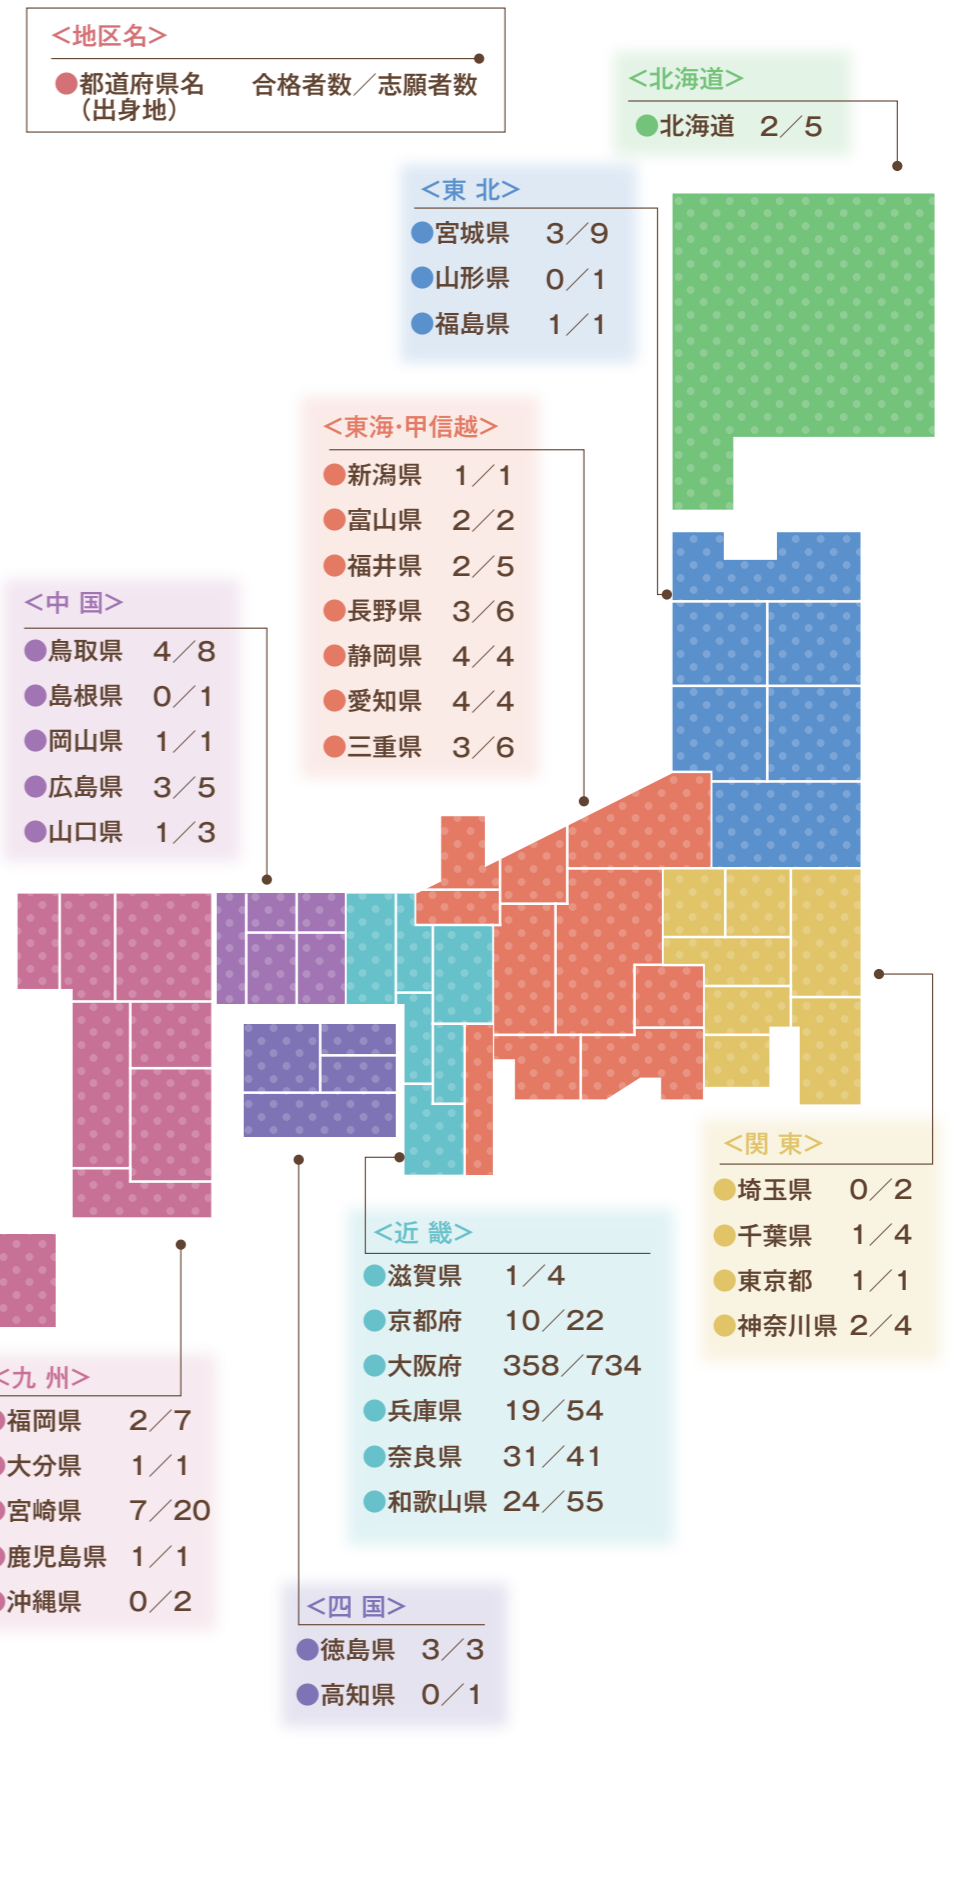 <地区名>
●都道府県名　合格者数／志願者数
（出身地）
<北海道>
●北海道 2／5
<東 北>
●宮城県 3／9
●山形県 0／1
●福島県 1／1
<東海・甲信越>
●新潟県 1／1
●富山県 2／2
●福井県 2／5
●長野県 3／6
●静岡県 4／4
●愛知県 4／4
●三重県 3／6
<中 国>
●鳥取県 4／8
●島根県 0／1
●岡山県 1／1
●広島県 3／5
●山口県 1／3
<関 東>
●埼玉県 0／2
●千葉県 1／4
●東京都 1／1
●神奈川県 2／4
<近 畿>
●滋賀県 1／4
●京都府 10／22
●大阪府 358／734
●兵庫県 19／54
●奈良県 31／41
●和歌山県 24／55
<九 州>
●福岡県 2／7
●大分県 1／1
●宮崎県 7／20
●鹿児島県 1／1
●沖縄県 0／2
<四 国>
●徳島県 3／3
●高知県 0／1